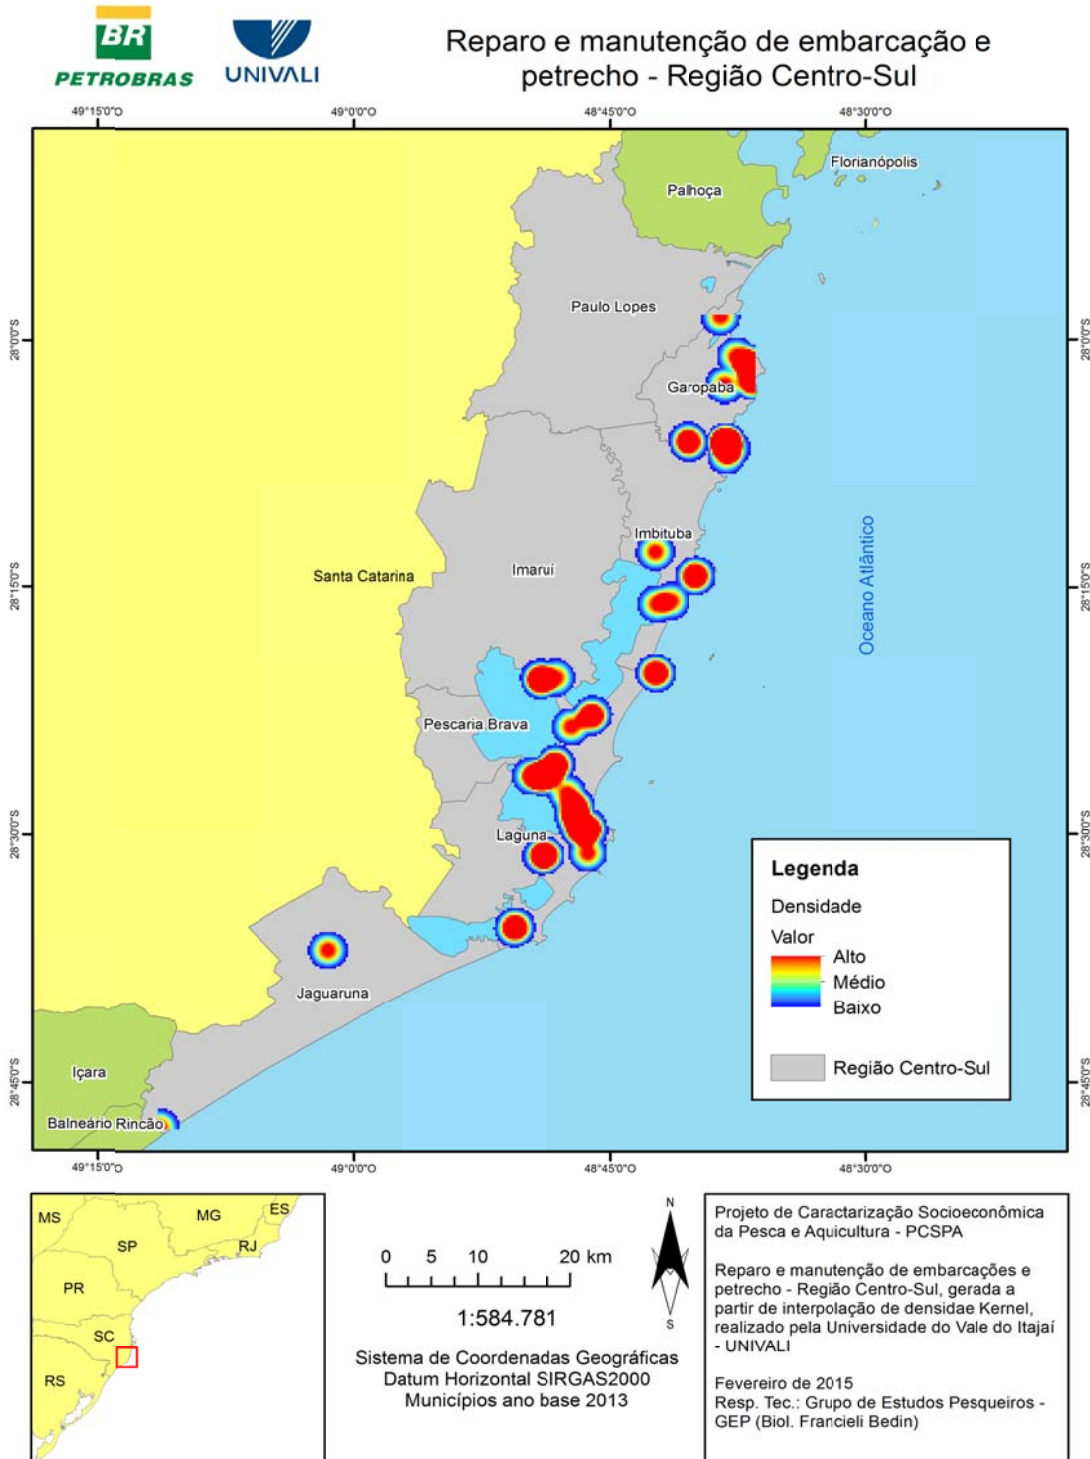 BR
PETROBRAS
UNIVALI
Reparo e manutenção de embarcação e
petrecho - Região Centro-Sul
49°15'0"O
49°0'0"O
48°45'0"O
48°30'0"O
Florianópolis
Palhoça
Paulo Lopes
28°0'0"S
28°0'0"S
Garopaba
Oceano Atlântico
Imbituba
Imaruí
Santa Catarina
28°15'0"S
28°15'0"S
Pescaria Brava
Laguna
28°30'0"S
28°30'0"S
Legenda
Densidade
Valor
Alto
Médio
Baixo
Região Centro-Sul
Jaguaruna
Içara
28°45'0"S
28°45'0"S
Balneário Rincão
49°15'0"O
49°0'0"O
48°45'0"O
48°30'0"O
MS
MG
ES
SP
RJ
PR
SC
RS
0 5 10 20 km
1:584.781
Sistema de Coordenadas Geográficas
Datum Horizontal SIRGAS2000
Municípios ano base 2013
N
S
Projeto de Caractarização Socioeconômica
da Pesca e Aquicultura - PCSPA
Reparo e manutenção de embarcações e
petrecho - Região Centro-Sul, gerada a
partir de interpolação de densidae Kernel,
realizado pela Universidade do Vale do Itajaí
- UNIVALI
Fevereiro de 2015
Resp. Tec.: Grupo de Estudos Pesqueiros -
GEP (Biol. Francieli Bedin)